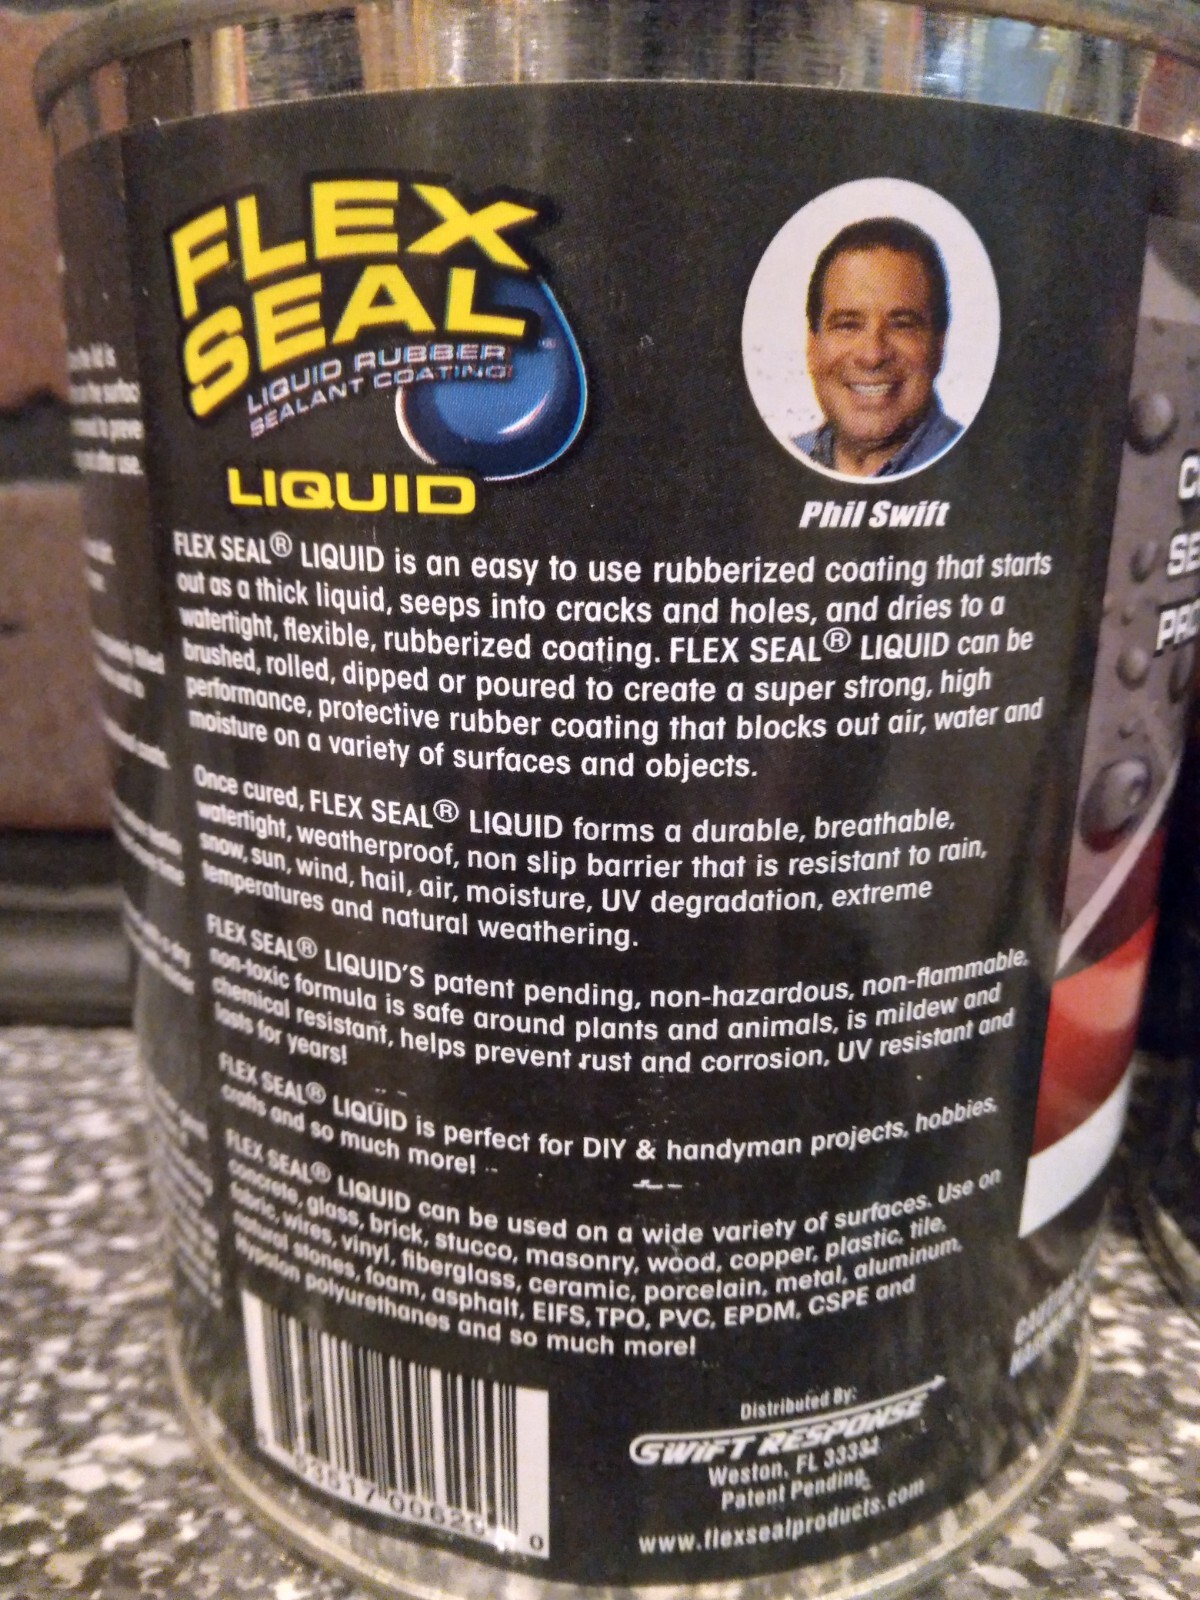 FLEX
SEAL
LIQUID RUBBER
SEALANT COATING
LIQUID
Phil Swift
FLEX SEAL® LIQUID is an easy to use rubberized coating that starts
out as a thick liquid, seeps into cracks and holes, and dries to a
watertight, flexible, rubberized coating. FLEX SEAL® LIQUID can be
brushed, rolled, dipped or poured to create a super strong, high
performance, protective rubber coating that blocks out air, water and
moisture on a variety of surfaces and objects.
Once cured, FLEX SEAL® LIQUID forms a durable, breathable,
watertight, weatherproof, non slip barrier that is resistant to rain,
snow, sun, wind, hail, air, moisture, UV degradation, extreme
temperatures and natural weathering.
FLEX SEAL® LIQUID'S patent pending, non-hazardous, non-flammable,
non-toxic formula is safe around plants and animals, is mildew and
chemical resistant, helps prevent rust and corrosion, UV resistant and
lasts for years!
FLEX SEAL® LIQUID is perfect for DIY & handyman projects, hobbies,
crafts and so much more!
FLEX SEAL® LIQUID can be used on a wide variety of surfaces. Use on
concrete, glass, brick, stucco, masonry, wood, copper, plastic, tile,
fabric, wires, vinyl, fiberglass, ceramic, porcelain, metal, aluminum,
natural stones, foam, asphalt, EIFS, TPO, PVC, EPDM, CSPE and
Hypolon polyurethanes and so much more!
Distributed By:
SWIFT RESPONSE
Weston, FL 33331
Patent Pending
www.flexsealproducts.com
0